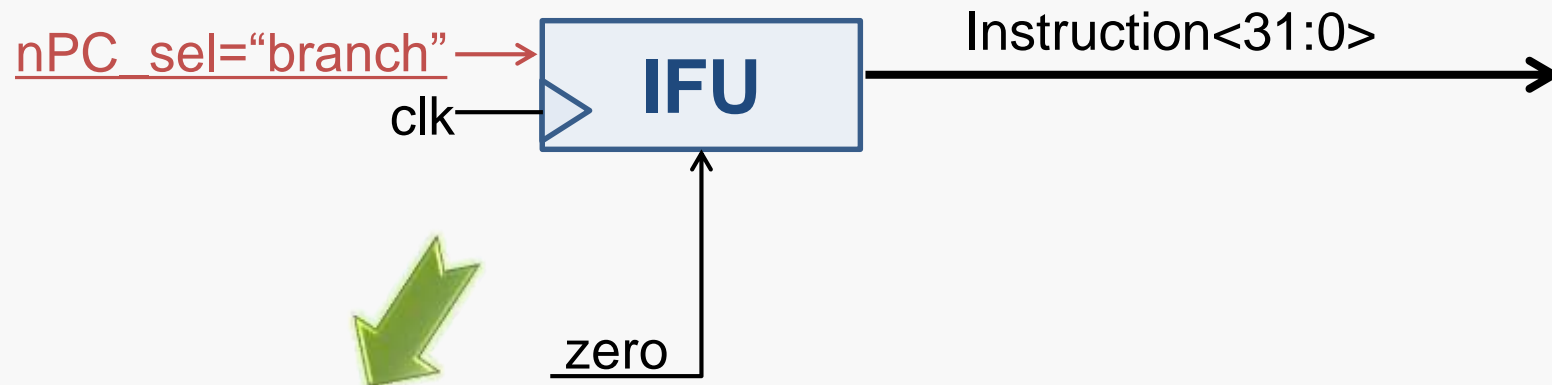 Instruction<31:0>
nPC_sel=“branch”
IFU
clk
zero